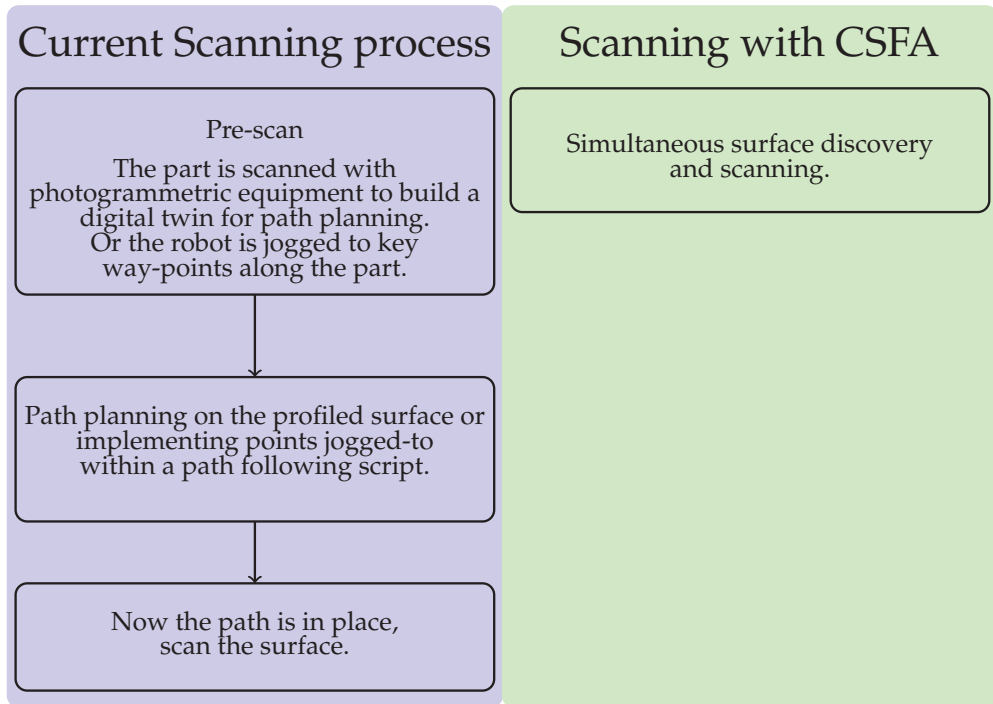 Current Scanning process
Pre-scan
The part is scanned with
photogrammetric equipment to build a
digital twin for path planning.
Or the robot is jogged to key
way-points along the part.
Path planning on the profiled surface or
implementing points jogged-to
within a path following script.
Now the path is in place,
scan the surface.
Scanning with CSFA
Simultaneous surface discovery
and scanning.